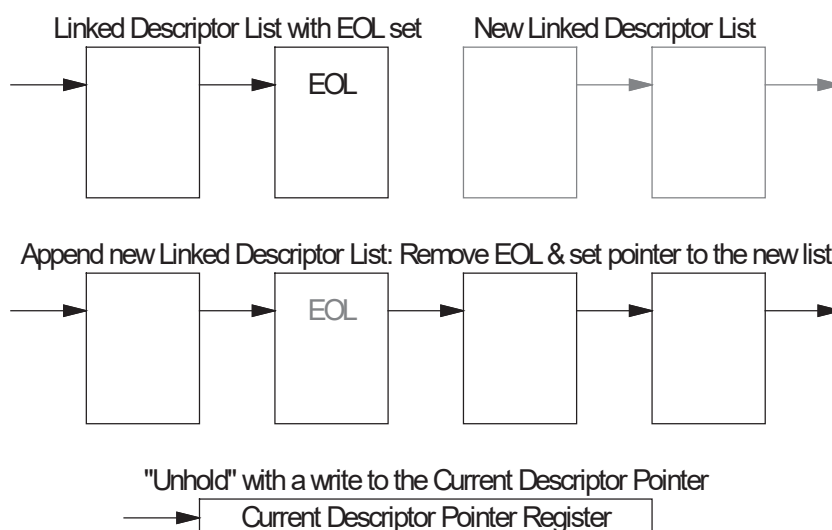 Linked Descriptor List with EOL set New Linked Descriptor List
EOL
Append new Linked Descriptor List: Remove EOL & set pointer to the new list
EOL
"Unhold" with a write to the Current Descriptor Pointer
Current Descriptor Pointer Register